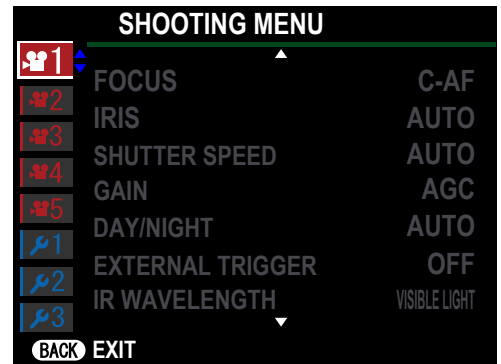 SHOOTING MENU
1
2
3
4
5
1
2
3
FOCUS C-AF
IRIS AUTO
SHUTTER SPEED AUTO
GAIN AGC
DAY/NIGHT AUTO
EXTERNAL TRIGGER OFF
IR WAVELENGTH VISIBLE LIGHT
BACK EXIT